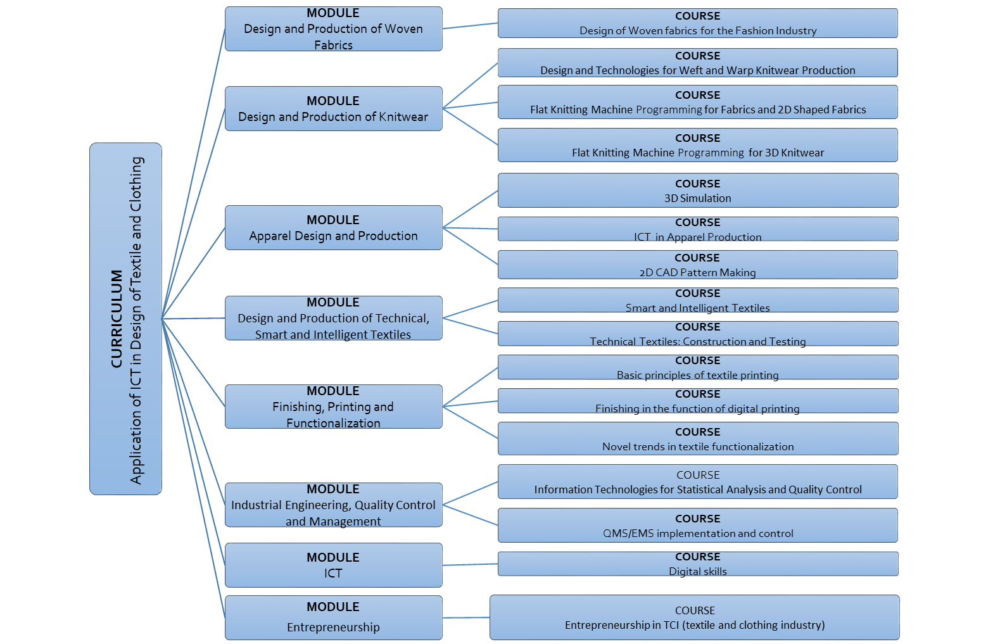 CURRICULUM
Application of ICT in Design of Textile and Clothing
MODULE
Design and Production of Woven
Fabrics
COURSE
Design of Woven fabrics for the Fashion Industry
MODULE
Design and Production of Knitwear
COURSE
Design and Technologies for Weft and Warp Knitwear Production
COURSE
Flat Knitting Machine Programming for Fabrics and 2D Shaped Fabrics
COURSE
Flat Knitting Machine Programming for 3D Knitwear
MODULE
Apparel Design and Production
COURSE
3D Simulation
COURSE
ICT in Apparel Production
COURSE
2D CAD Pattern Making
MODULE
Design and Production of Technical,
Smart and Intelligent Textiles
COURSE
Smart and Intelligent Textiles
COURSE
Technical Textiles: Construction and Testing
MODULE
Finishing, Printing and
Functionalization
COURSE
Basic principles of textile printing
COURSE
Finishing in the function of digital printing
COURSE
Novel trends in textile functionalization
MODULE
Industrial Engineering, Quality Control
and Management
COURSE
Information Technologies for Statistical Analysis and Quality Control
COURSE
QMS/EMS implementation and control
MODULE
ICT
COURSE
Digital skills
MODULE
Entrepreneurship
COURSE
Entrepreneurship in TCI (textile and clothing industry)